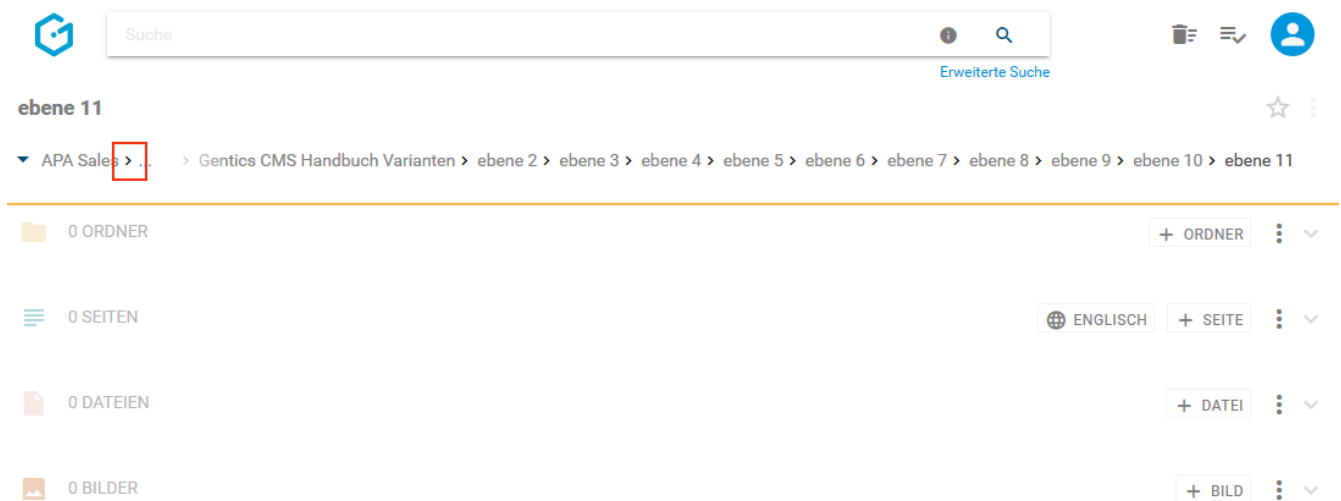 Suche
Erweiterte Suche
ebene 11
APA Sales > ... > Gentics CMS Handbuch Varianten > ebene 2 > ebene 3 > ebene 4 > ebene 5 > ebene 6 > ebene 7 > ebene 8 > ebene 9 > ebene 10 > ebene 11
0 ORDNER + ORDNER
0 SEITEN ENGLISCH + SEITE
0 DATEIEN + DATEI
0 BILDER + BILD